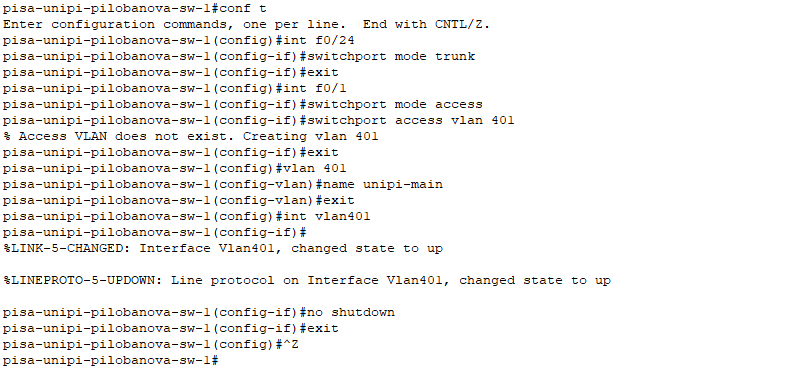 pisa-unipi-pilobanova-sw-1#conf t
Enter configuration commands, one per line.  End with CNTL/Z.
pisa-unipi-pilobanova-sw-1(config)#int f0/24
pisa-unipi-pilobanova-sw-1(config-if)#switchport mode trunk
pisa-unipi-pilobanova-sw-1(config-if)#exit
pisa-unipi-pilobanova-sw-1(config)#int f0/1
pisa-unipi-pilobanova-sw-1(config-if)#switchport mode access
pisa-unipi-pilobanova-sw-1(config-if)#switchport access vlan 401
% Access VLAN does not exist. Creating vlan 401
pisa-unipi-pilobanova-sw-1(config-if)#exit
pisa-unipi-pilobanova-sw-1(config)#vlan 401
pisa-unipi-pilobanova-sw-1(config-vlan)#name unipi-main
pisa-unipi-pilobanova-sw-1(config-vlan)#exit
pisa-unipi-pilobanova-sw-1(config)#int vlan401
pisa-unipi-pilobanova-sw-1(config-if)#
%LINK-5-CHANGED: Interface Vlan401, changed state to up
%LINEPROTO-5-UPDOWN: Line protocol on Interface Vlan401, changed state to up
pisa-unipi-pilobanova-sw-1(config-if)#no shutdown
pisa-unipi-pilobanova-sw-1(config-if)#exit
pisa-unipi-pilobanova-sw-1(config)#^Z
pisa-unipi-pilobanova-sw-1#